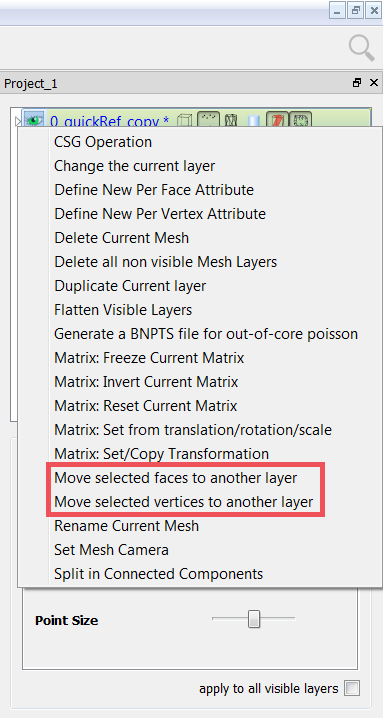 Project_1
0_quickRef_copy *
CSG Operation
Change the current layer
Define New Per Face Attribute
Define New Per Vertex Attribute
Delete Current Mesh
Delete all non visible Mesh Layers
Duplicate Current layer
Flatten Visible Layers
Generate a BNPTS file for out-of-core poisson
Matrix: Freeze Current Matrix
Matrix: Invert Current Matrix
Matrix: Reset Current Matrix
Matrix: Set from translation/rotation/scale
Matrix: Set/Copy Transformation
Move selected faces to another layer
Move selected vertices to another layer
Rename Current Mesh
Set Mesh Camera
Split in Connected Components
Point Size
apply to all visible layers